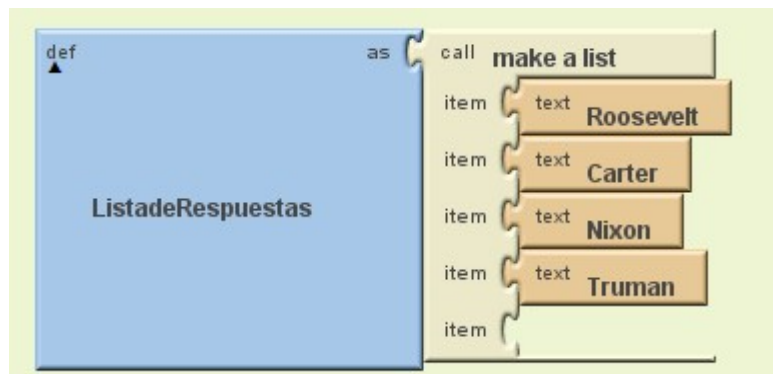 def as call make a list
item text Roosevelt
item text Carter
ListadeRespuestas
item text Nixon
item text Truman
item